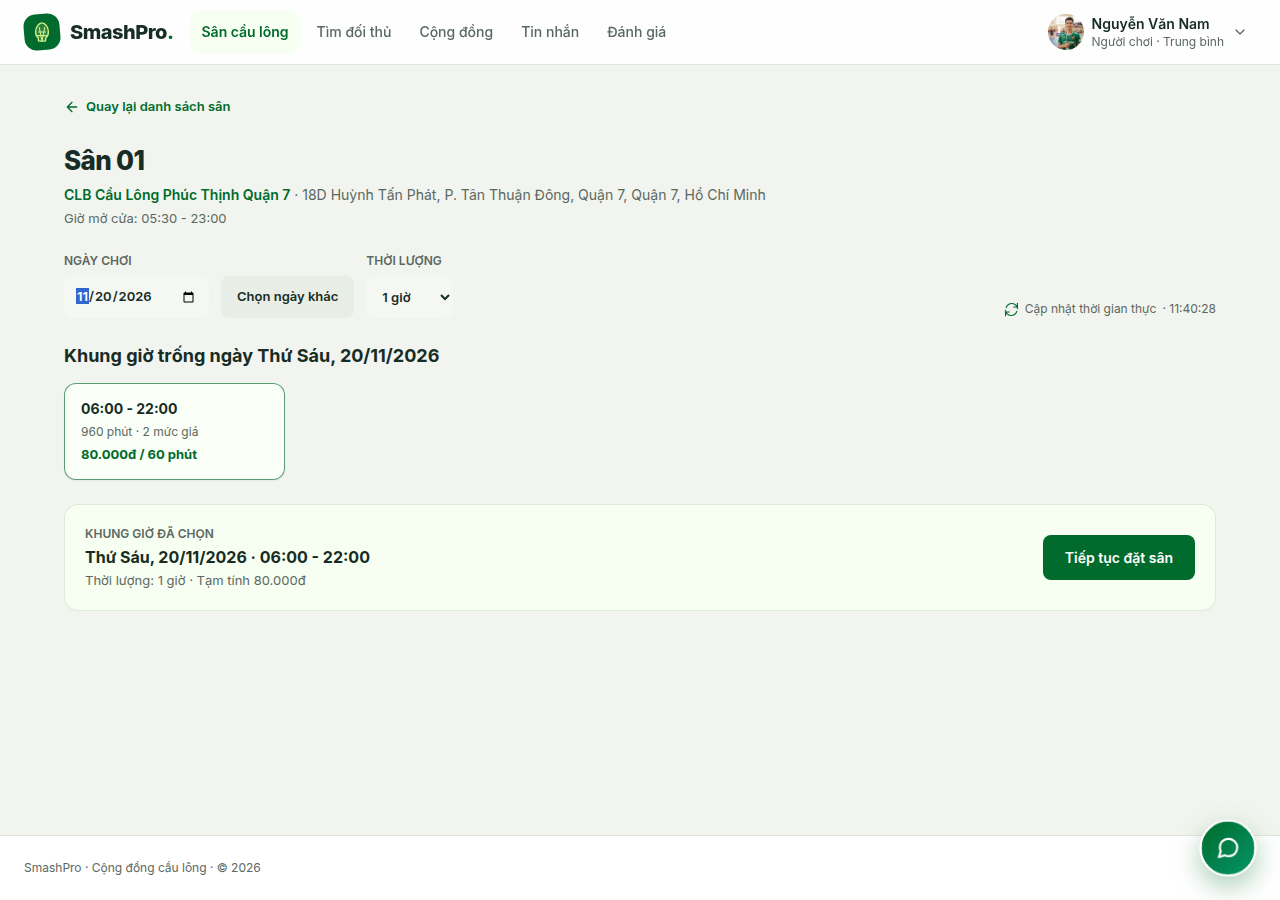 SmashPro.
Sân cầu lông
Tìm đối thủ
Cộng đồng
Tin nhắn
Đánh giá
Nguyễn Văn Nam
Người chơi · Trung bình
Quay lại danh sách sân
Sân 01
CLB Cầu Lông Phúc Thịnh Quận 7 · 18D Huỳnh Tấn Phát, P. Tân Thuận Đông, Quận 7, Quận 7, Hồ Chí Minh
Giờ mở cửa: 05:30 - 23:00
NGÀY CHƠI
THỜI LƯỢNG
11/20/2026
Chọn ngày khác
1 giờ
Cập nhật thời gian thực · 11:40:28
Khung giờ trống ngày Thứ Sáu, 20/11/2026
06:00 - 22:00
960 phút · 2 mức giá
80.000đ / 60 phút
KHUNG GIỜ ĐÃ CHỌN
Thứ Sáu, 20/11/2026 · 06:00 - 22:00
Thời lượng: 1 giờ · Tạm tính 80.000đ
Tiếp tục đặt sân
SmashPro · Cộng đồng cầu lông · © 2026